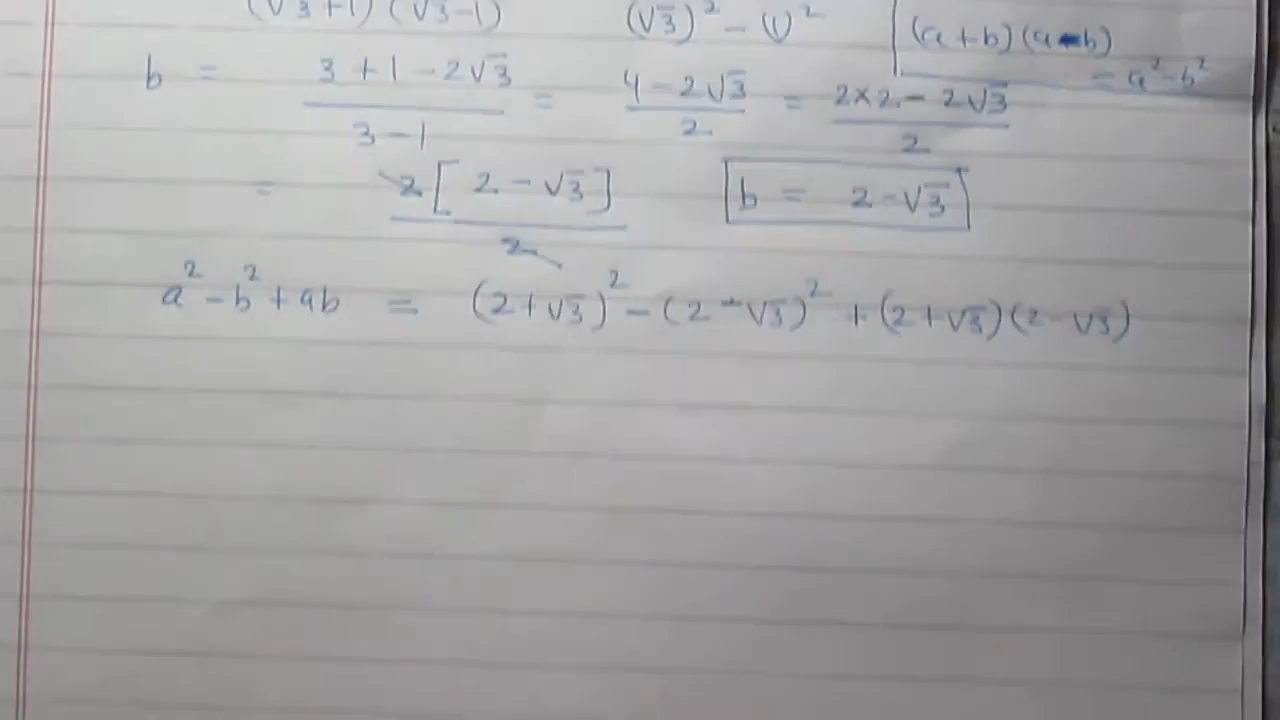 (√3+1)(√3-1) (√3)² - (1)² (a+b)(a-b)
= a²-b²
b = 3+1-2√3 / 3-1 = 4-2√3 / 2 = 2×2-2√3 / 2
= 2[2-√3] / 2 b = 2-√3
a²-b²+ab = (2+√3)² - (2-√3)² + (2+√3)(2-√3)